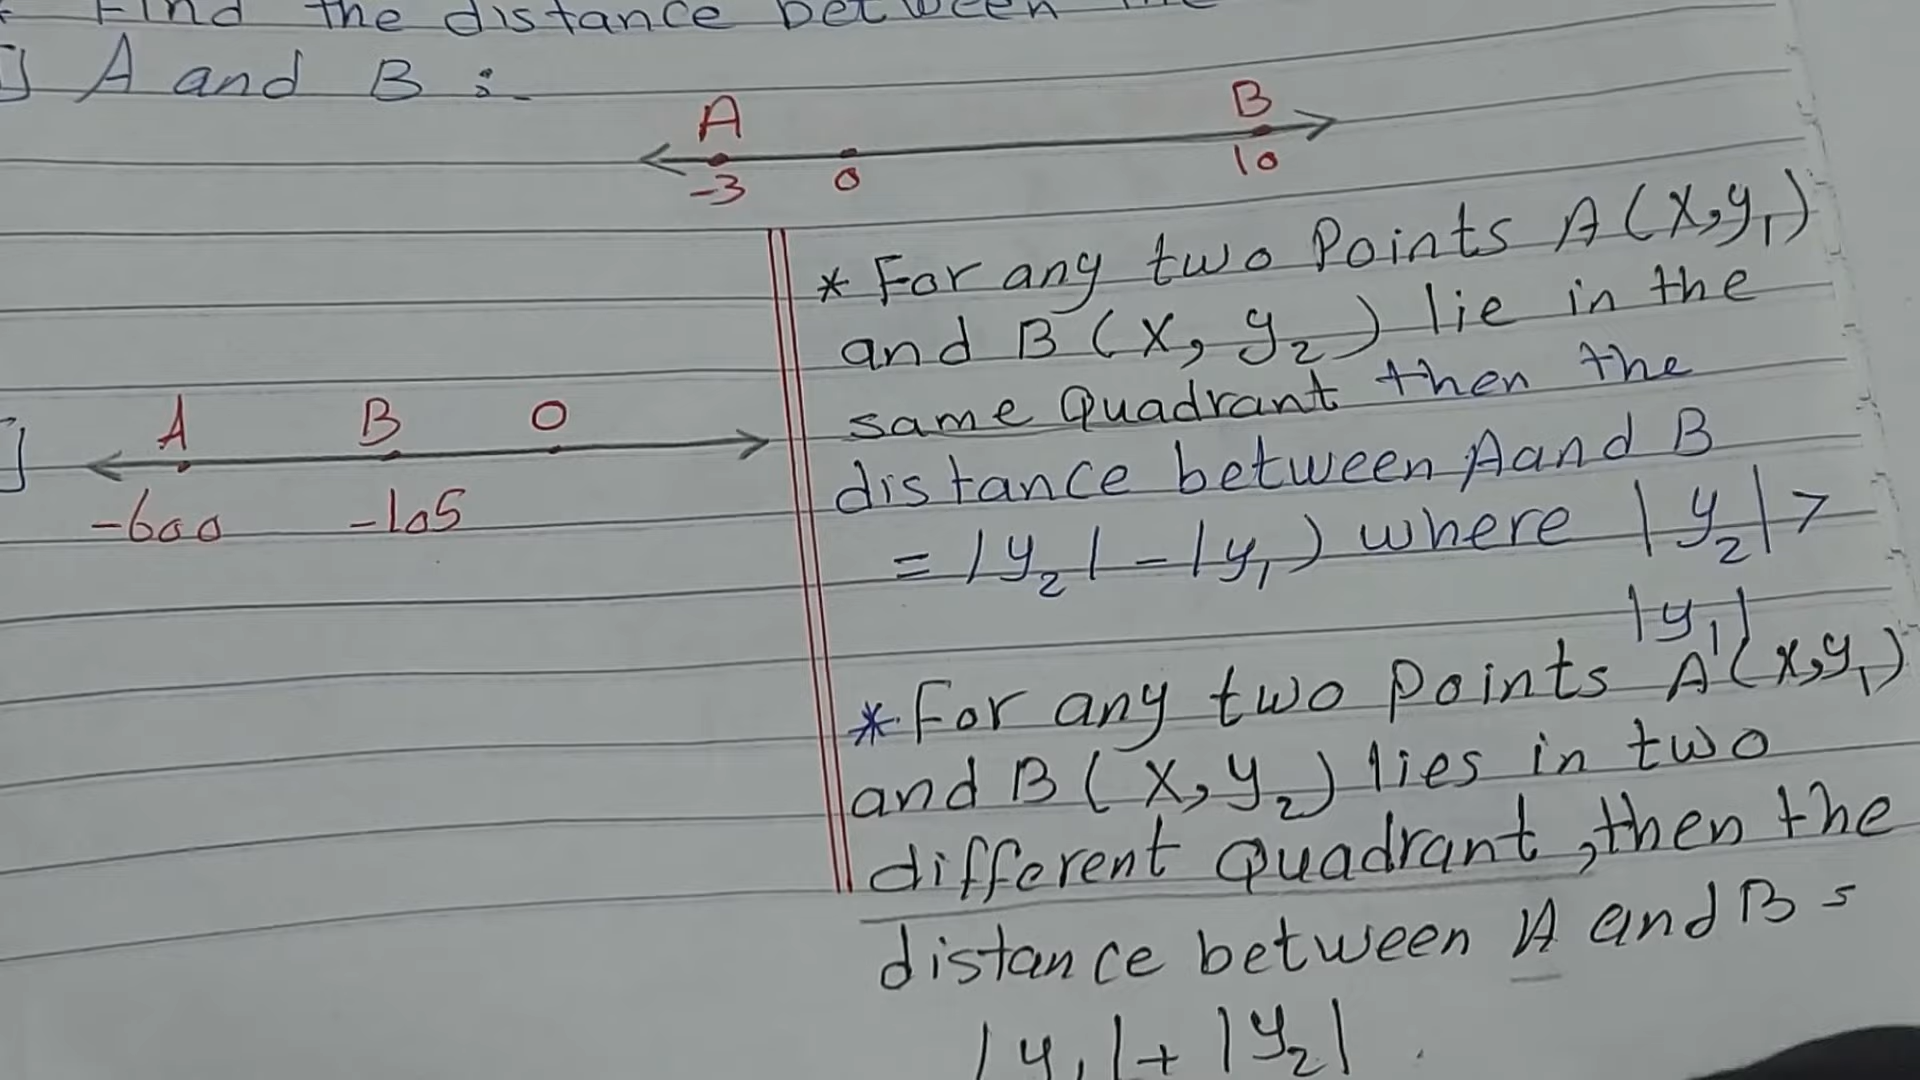 Find the distance between the
A and B :-
A B
-3 0 10
* For any two Points A(x,y₁)
and B(x, y₂) lie in the
same Quadrant then the
distance between A and B
= |y₂| - |y₁) where |y₂| >
|y₁|
A B 0
-600 -105
* For any two points A(x,y₁)
and B(x,y₂) lies in two
different Quadrant, then the
distance between A and B =
|y₁| + |y₂|